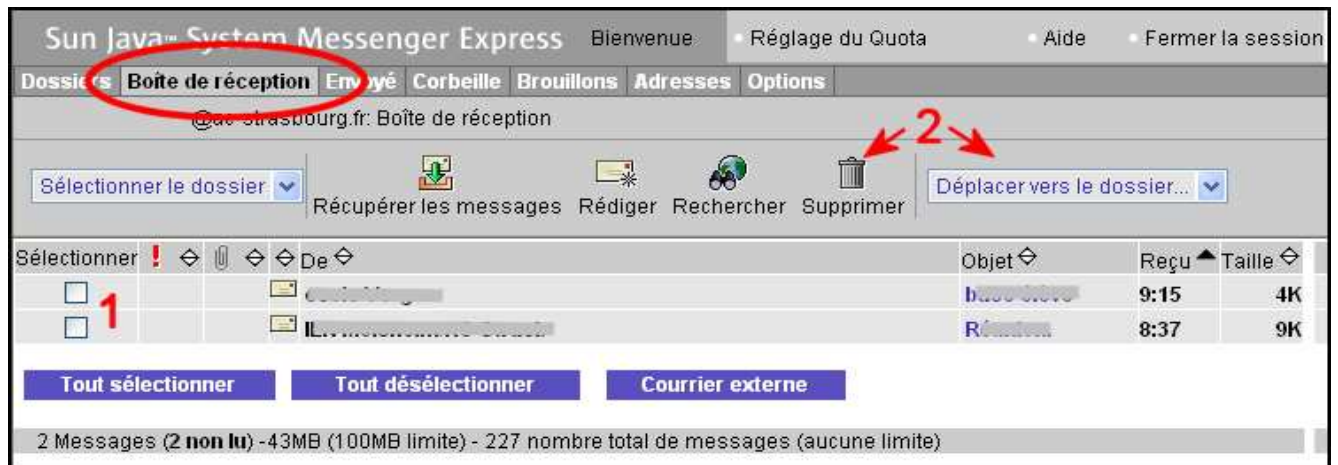 Sun Java™ System Messenger Express Bienvenue Réglage du Quota Aide Fermer la session
Dossiers Boîte de réception Envoyé Corbeille Brouillons Adresses Options
@ac-strasbourg.fr: Boîte de réception
2
Sélectionner le dossier Récupérer les messages Rédiger Rechercher Supprimer Déplacer vers le dossier...
Sélectionner ! De Objet Reçu Taille
9:15 4K
1
8:37 9K
Tout sélectionner Tout désélectionner Courrier externe
2 Messages (2 non lu) -43MB (100MB limite) - 227 nombre total de messages (aucune limite)